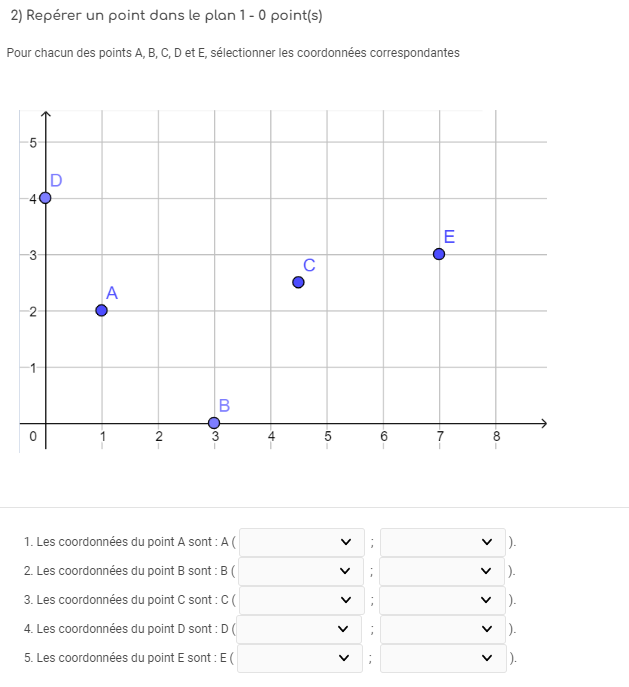 2) Repérer un point dans le plan 1 - 0 point(s)
Pour chacun des points A, B, C, D et E, sélectionner les coordonnées correspondantes
5
D
4
E
3
C
A
2
1
B
0 1 2 3 4 5 6 7 8
1. Les coordonnées du point A sont : A ( ; ).
2. Les coordonnées du point B sont : B ( ; ).
3. Les coordonnées du point C sont : C ( ; ).
4. Les coordonnées du point D sont : D ( ; ).
5. Les coordonnées du point E sont : E ( ; ).